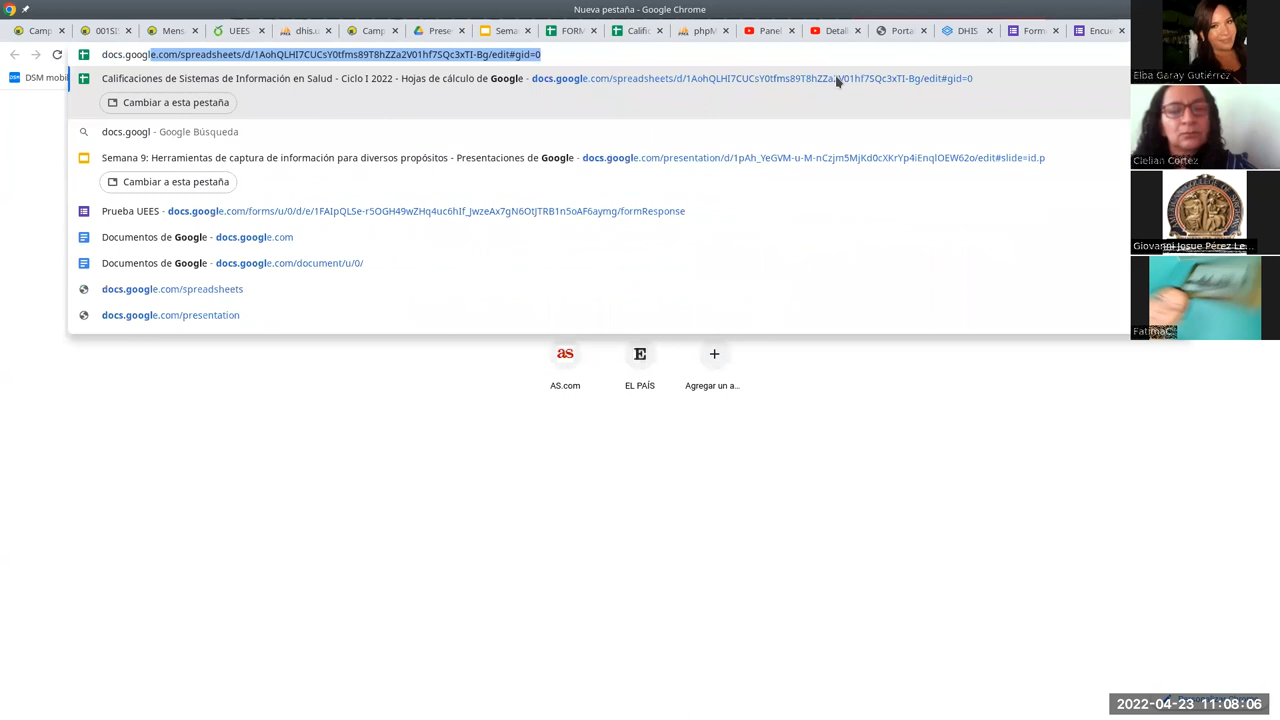 Nueva pestaña - Google Chrome
Camp
001SI
Mens
UEES
dhis.u
Camp
Prese
Sema
FORM
Califi
phpM
Panel
Detall
Porta
DHIS
Form
Encue
docs.google.com/spreadsheets/d/1AohQLHI7CUCsY0tfms89T8hZZa2V01hf7SQc3xTI-Bg/edit#gid=0
DSM mobil
Calificaciones de Sistemas de Información en Salud - Ciclo I 2022 - Hojas de cálculo de Google - docs.google.com/spreadsheets/d/1AohQLHI7CUCsY0tfms89T8hZZa2V01hf7SQc3xTI-Bg/edit#gid=0
Cambiar a esta pestaña
docs.googl - Google Búsqueda
Semana 9: Herramientas de captura de información para diversos propósitos - Presentaciones de Google - docs.google.com/presentation/d/1pAh_YeGVM-u-M-nCzjm5MjKd0cXKrYp4iEnqlOEW62o/edit#slide=id.p
Cambiar a esta pestaña
Prueba UEES - docs.google.com/forms/u/0/d/e/1FAIpQLSe-r5OGH49wZHq4uc6hIf_JwzeAx7gN6OtJTRB1n5oAF6aymg/formResponse
Documentos de Google - docs.google.com
Documentos de Google - docs.google.com/document/u/0/
docs.google.com/spreadsheets
docs.google.com/presentation
as
E
AS.com
EL PAÍS
Agregar un a...
Elba Garay Gutiérrez
Clelian Cortez
Giovanni Josue Pérez Le...
2022-04-23 11:08:06